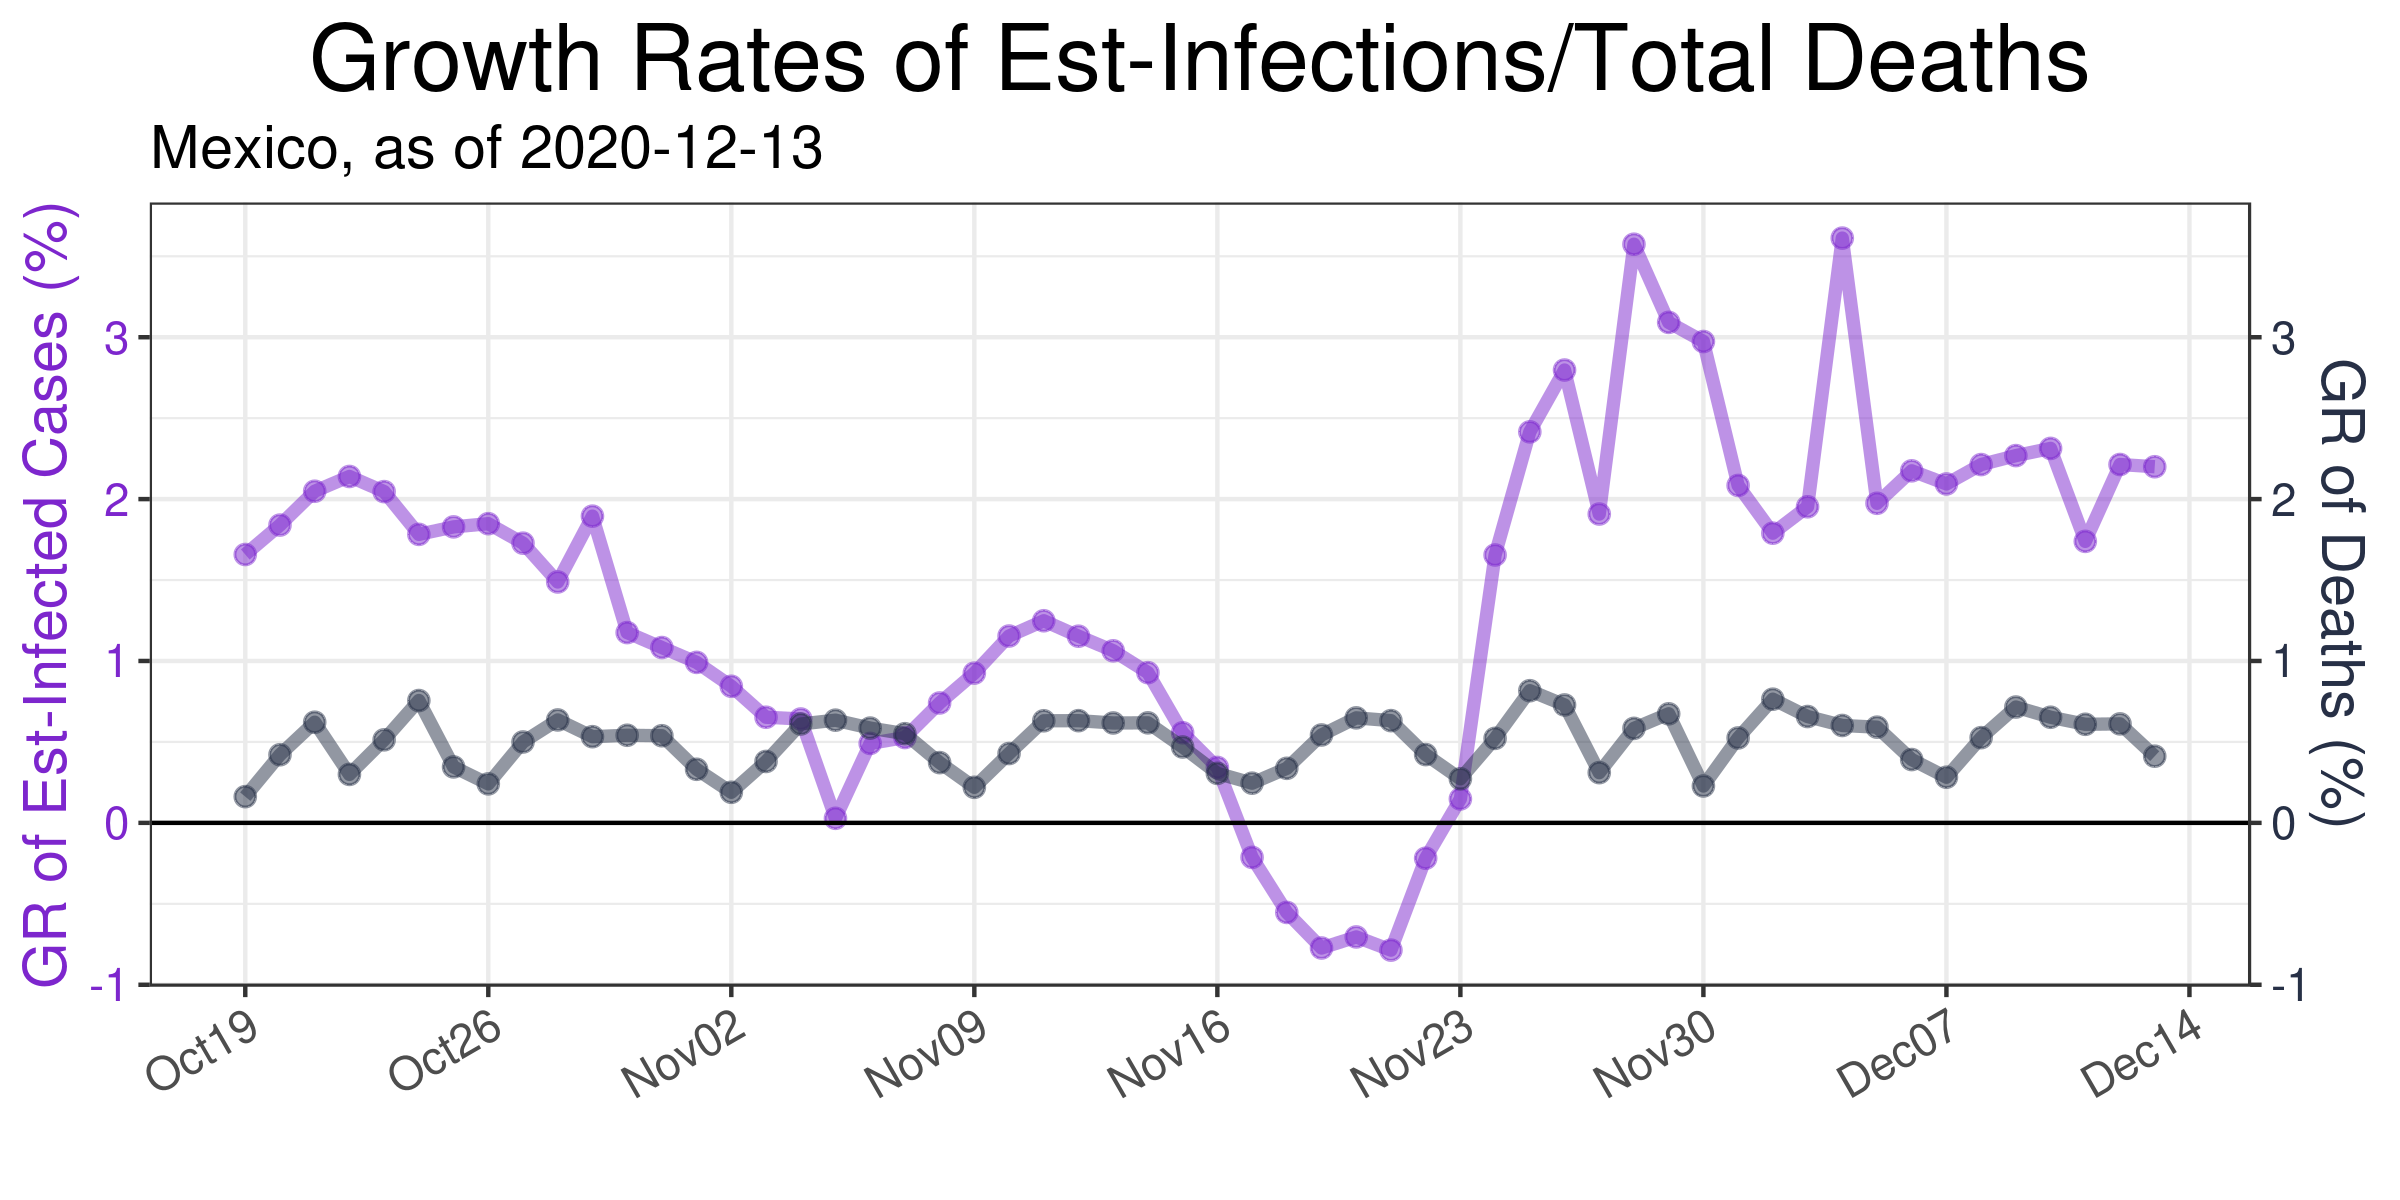 Growth Rates of Est-Infections/Total Deaths
Mexico, as of 2020-12-13
GR of Est-Infected Cases (%)
3
2
1
0
-1
3
2
1
0
-1
GR of Deaths (%)
Oct19
Oct26
Nov02
Nov09
Nov16
Nov23
Nov30
Dec07
Dec14